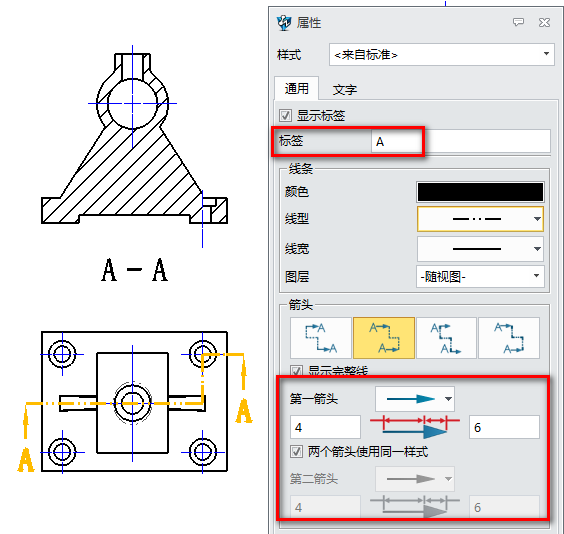 A - A
A
A
属性
样式 <来自标准>
通用 文字
显示标签
标签 A
线条
颜色
线型
线宽
图层 -随视图-
箭头
A A A A
A A A A
显示完整线
第一箭头
4 6
两个箭头使用同一样式
第二箭头
4 6